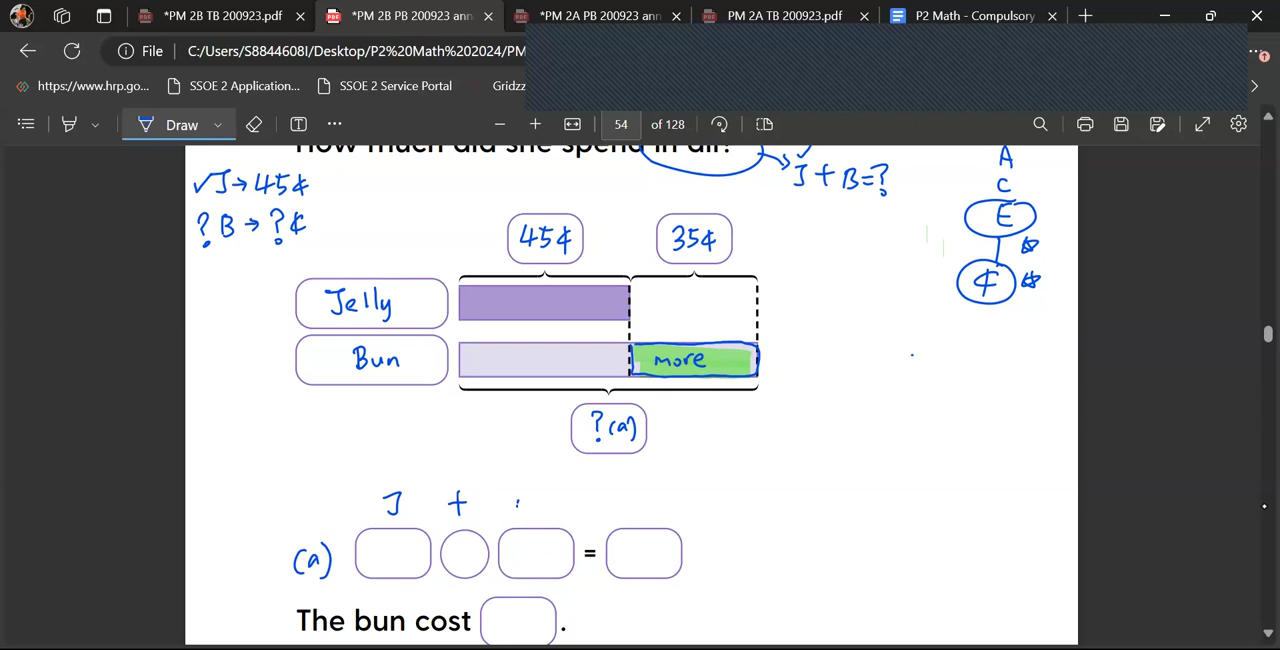 *PM 2B TB 200923.pdf
*PM 2B PB 200923 ann
*PM 2A PB 200923 ann
PM 2A TB 200923.pdf
P2 Math - Compulsory
File
C:/Users/S8844608I/Desktop/P2%20Math%202024/PM
https://www.hrp.go...
SSOE 2 Application...
SSOE 2 Service Portal
Gridzz
Draw
54 of 128
How much did she spend in all?
✓J→45¢
J + B=?
? B → ? ¢
A
C
E
¢
45¢
35¢
Jelly
Bun
more
? (a)
J +
(a)
=
The bun cost .